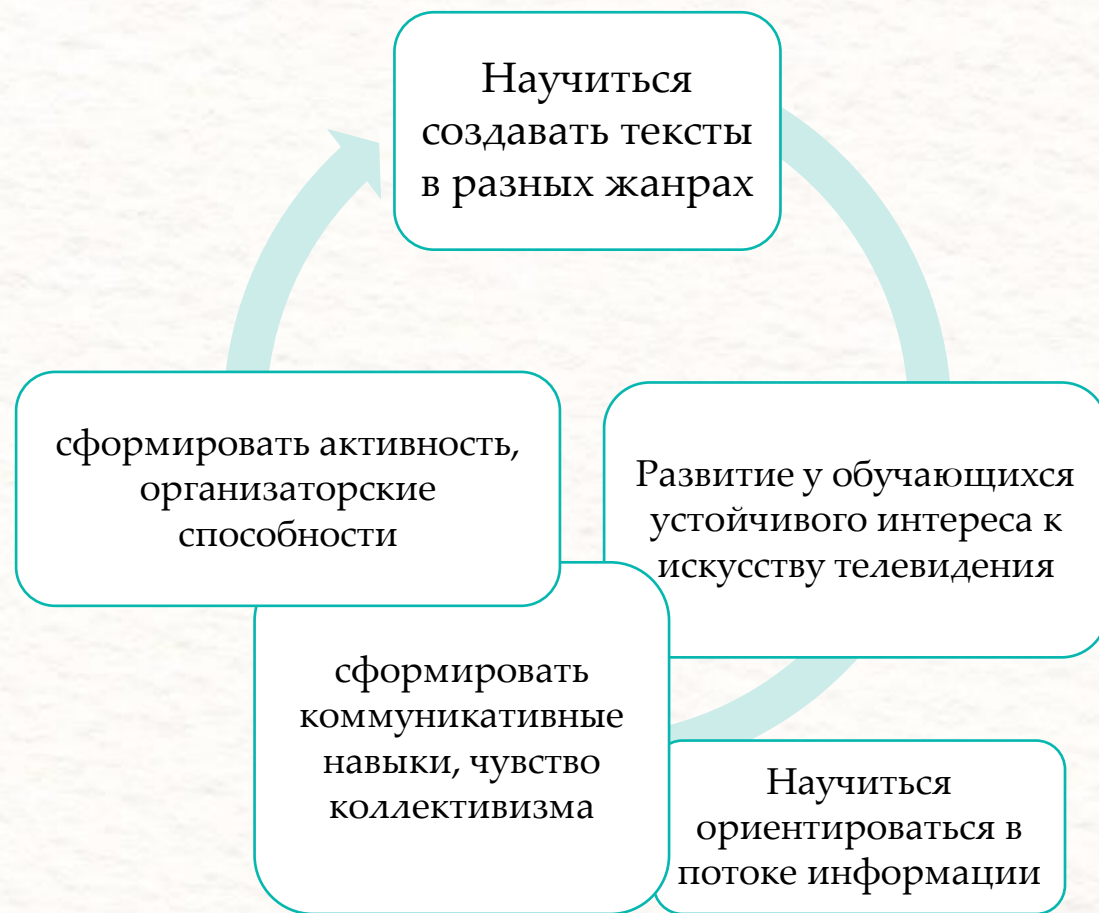 Научиться
создавать тексты
в разных жанрах
Развитие у обучающихся
устойчивого интереса к
искусству телевидения
Научиться
ориентироваться в
потоке информации
сформировать
коммуникативные
навыки, чувство
коллективизма
сформировать активность,
организаторские
способности